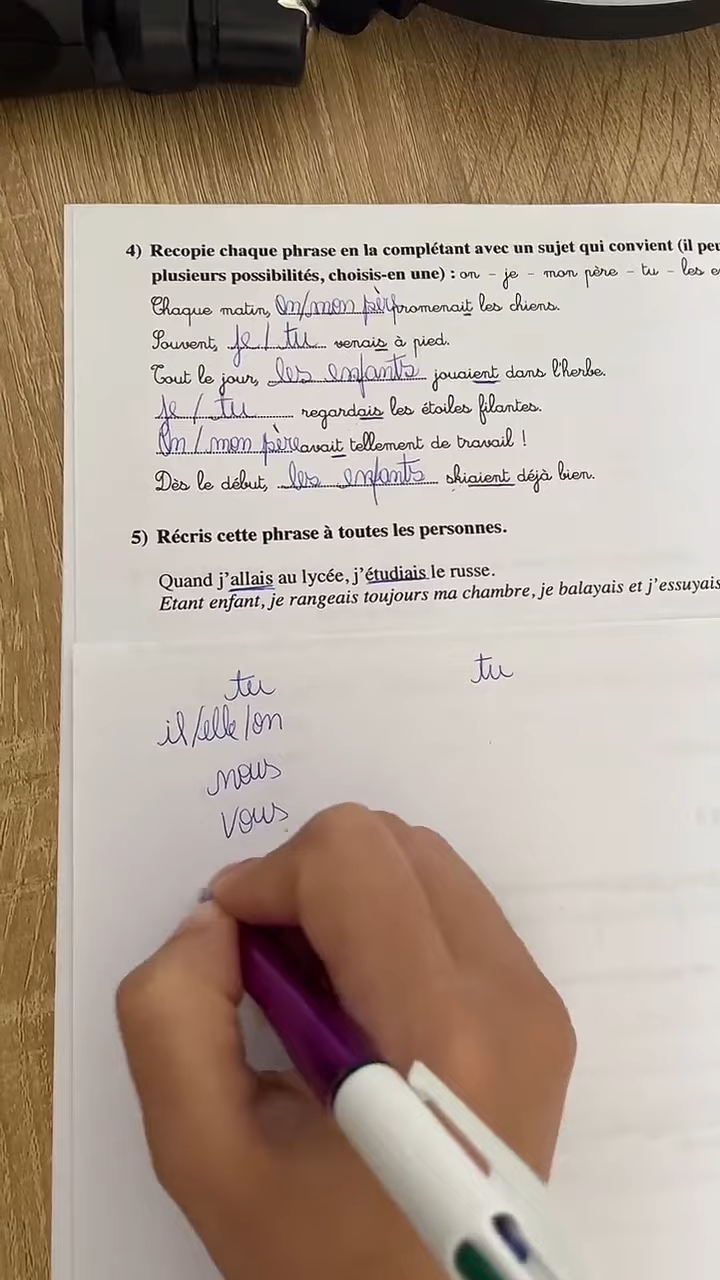 4) Recopie chaque phrase en la complétant avec un sujet qui convient (il peu
plusieurs possibilités, choisis-en une) : on - je - mon père - tu - les e
Chaque matin, On/mon père promenait les chiens.
Souvent, je / tu venais à pied.
Tout le jour, les enfants jouaient dans l'herbe.
je / tu regardais les étoiles filantes.
On / mon père avait tellement de travail !
Dès le début, les enfants skiaient déjà bien.
5) Récris cette phrase à toutes les personnes.
Quand j'allais au lycée, j'étudiais le russe.
Etant enfant, je rangeais toujours ma chambre, je balayais et j'essuyais
tu tu
il/elle/on
nous
vous